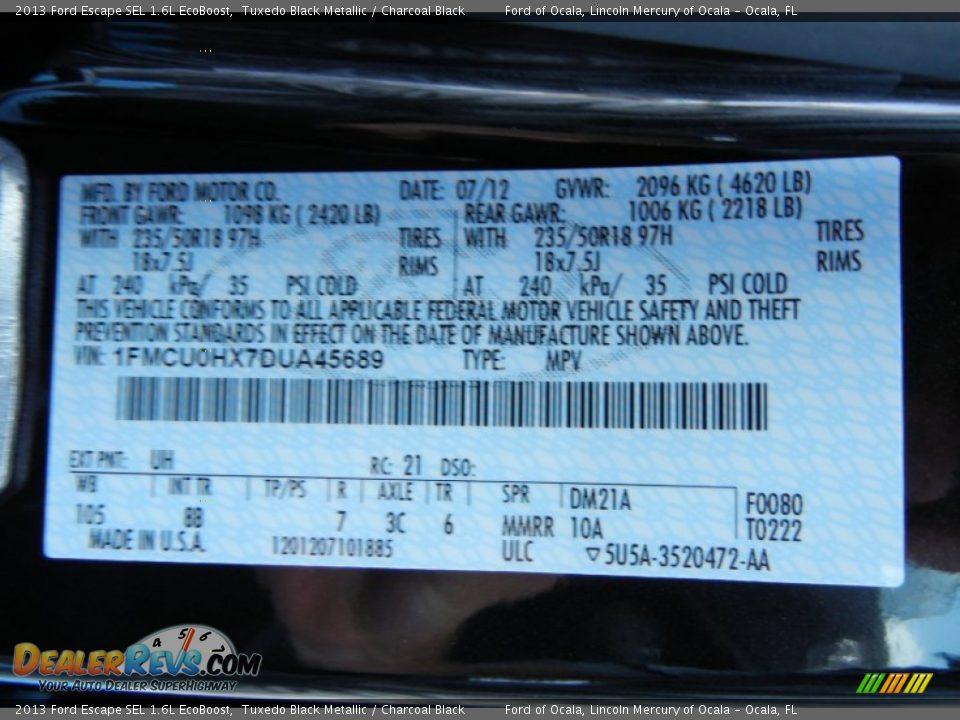 2013 Ford Escape SEL 1.6L EcoBoost, Tuxedo Black Metallic / Charcoal Black Ford of Ocala, Lincoln Mercury of Ocala - Ocala, FL
MFD. BY FORD MOTOR CO. DATE: 07/12 GVWR: 2096 KG ( 4620 LB)
FRONT GAWR: 1098 KG ( 2420 LB) REAR GAWR: 1006 KG ( 2218 LB)
WITH 235/50R18 97H TIRES WITH 235/50R18 97H TIRES
18x7.5J RIMS 18x7.5J RIMS
AT 240 kPa/ 35 PSI COLD AT 240 kPa/ 35 PSI COLD
THIS VEHICLE CONFORMS TO ALL APPLICABLE FEDERAL MOTOR VEHICLE SAFETY AND THEFT
PREVENTION STANDARDS IN EFFECT ON THE DATE OF MANUFACTURE SHOWN ABOVE.
VIN: 1FMCU0HX7DUA45689 TYPE: MPV
EXT PNT: UH RC: 21 DSO:
WB INT TR TP/PS R AXLE TR SPR DM21A F0080
105 BB 7 3C 6 MMRR 10A T0222
MADE IN U.S.A. 1201207101885 ULC ▽5U5A-3520472-AA
4 5 6
DEALERREVS.COM
YOUR AUTO DEALER SUPERHIGHWAY
2013 Ford Escape SEL 1.6L EcoBoost, Tuxedo Black Metallic / Charcoal Black Ford of Ocala, Lincoln Mercury of Ocala - Ocala, FL